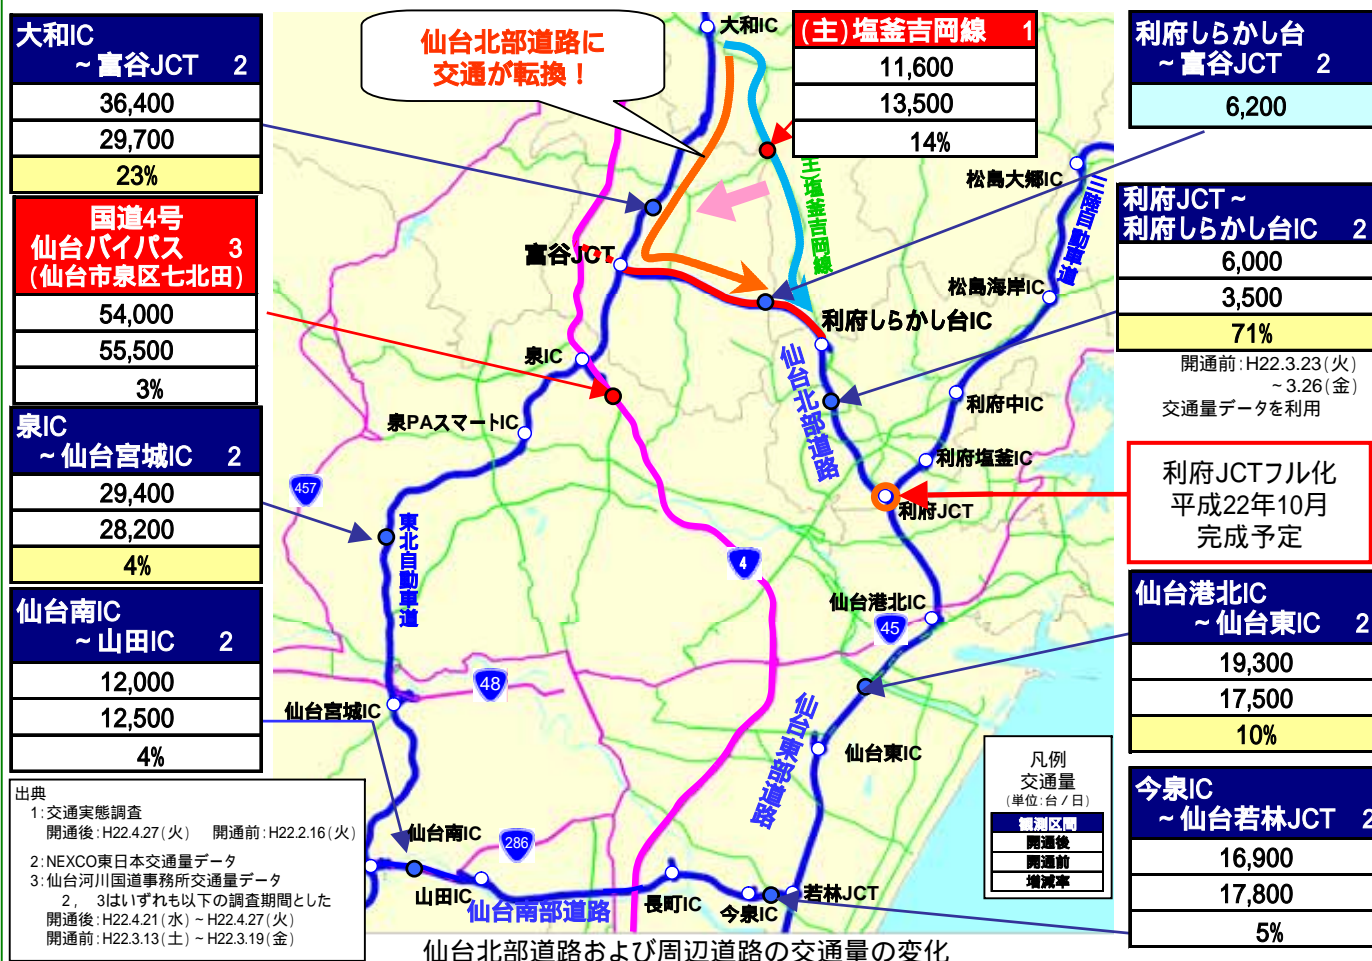 大和IC
～富谷JCT 2
36,400
29,700
23%
国道4号
仙台バイパス 3
(仙台市泉区七北田)
54,000
55,500
3%
泉IC
～仙台宮城IC 2
29,400
28,200
4%
仙台南IC
～山田IC 2
12,000
12,500
4%
出典
1:交通実態調査
開通後:H22.4.27(火) 開通前:H22.2.16(火)
2:NEXCO東日本交通量データ
3:仙台河川国道事務所交通量データ
2, 3はいずれも以下の調査期間とした
開通後:H22.4.21(水)～H22.4.27(火)
開通前:H22.3.13(土)～H22.3.19(金)
仙台北部道路に
交通が転換！
大和IC
(主)塩釜吉岡線 1
11,600
13,500
14%
主)塩釜吉岡線
松島大郷IC
三陸自動車道
富谷JCT
松島海岸IC
利府しらかし台IC
泉IC
仙台北部道路
利府中IC
泉PAスマートIC
利府塩釜IC
457
利府JCT
東北自動車道
4
仙台港北IC
45
48
仙台宮城IC
仙台東部道路
仙台東IC
仙台南IC
286
山田IC
仙台南部道路
長町IC
今泉IC
若林JCT
凡例
交通量
(単位:台/日)
観測区間
開通後
開通前
増減率
利府しらかし台
～富谷JCT 2
6,200
利府JCT～
利府しらかし台IC 2
6,000
3,500
71%
開通前:H22.3.23(火)
～3.26(金)
交通量データを利用
利府JCTフル化
平成22年10月
完成予定
仙台港北IC
～仙台東IC 2
19,300
17,500
10%
今泉IC
～仙台若林JCT 2
16,900
17,800
5%
仙台北部道路および周辺道路の交通量の変化